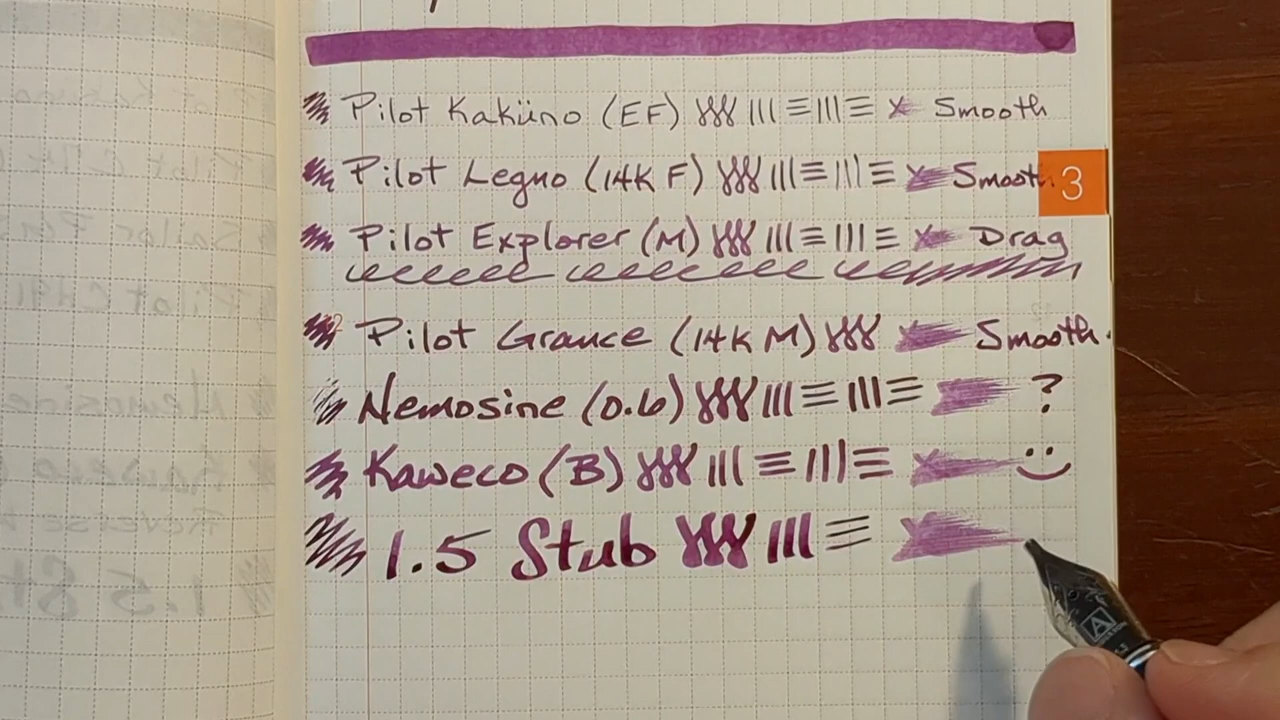 Pilot Kaküno (EF) Smooth
Pilot Legno (14K F) Smooth
3
Pilot Explorer (M) Drag
Pilot Grance (14K M) Smooth.
Nemosine (0.6) ?
Kaweco (B)
1.5 Stub
A